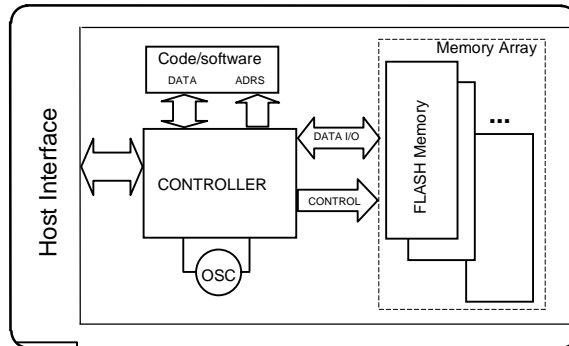 Host Interface
Code/software
DATA ADRS
CONTROLLER
OSC
DATA I/O
CONTROL
Memory Array
FLASH Memory
...